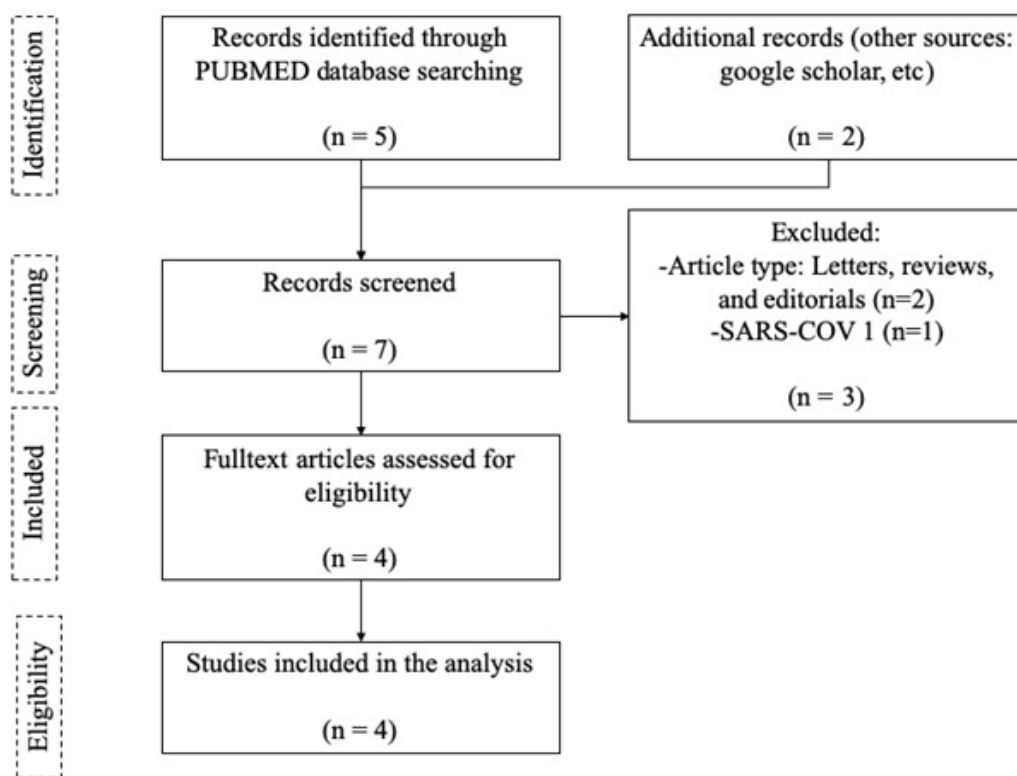 Identification
Records identified through
PUBMED database searching
(n = 5)
Additional records (other sources:
google scholar, etc)
(n = 2)
Screening
Records screened
(n = 7)
Excluded:
-Article type: Letters, reviews,
and editorials (n=2)
-SARS-COV 1 (n=1)
(n = 3)
Included
Fulltext articles assessed for
eligibility
(n = 4)
Eligibility
Studies included in the analysis
(n = 4)